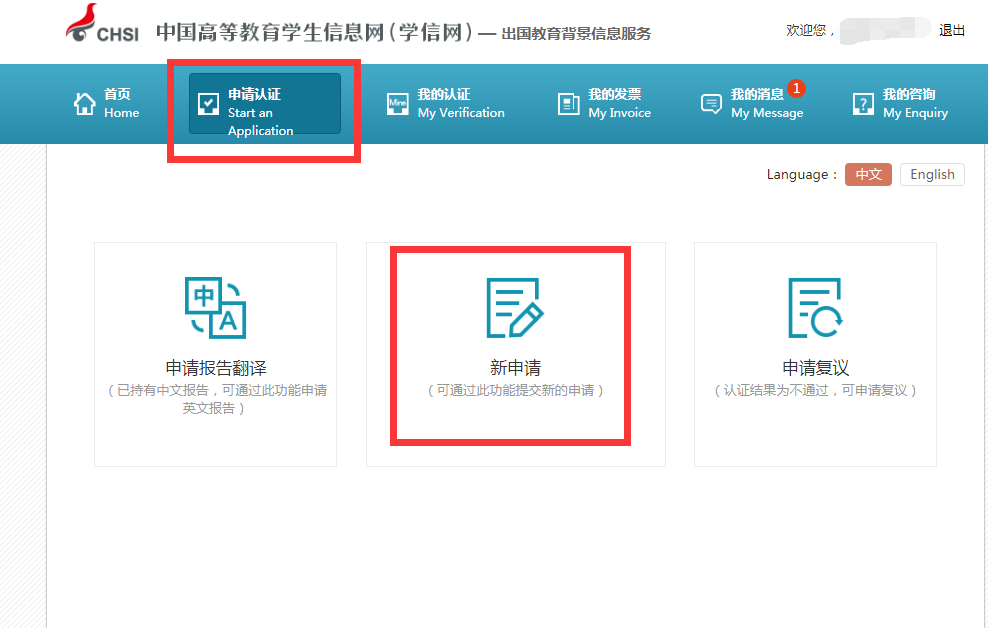 CHSI 中国高等教育学生信息网(学信网) — 出国教育背景信息服务
欢迎您， 退出
首页
Home
申请认证
Start an
Application
Mine
我的认证
My Verification
我的发票
My Invoice
我的消息 1
My Message
?
我的咨询
My Enquiry
Language： 中文 English
中
A
申请报告翻译
（已持有中文报告，可通过此功能申请
英文报告）
新申请
（可通过此功能提交新的申请）
申请复议
（认证结果为不通过，可申请复议）